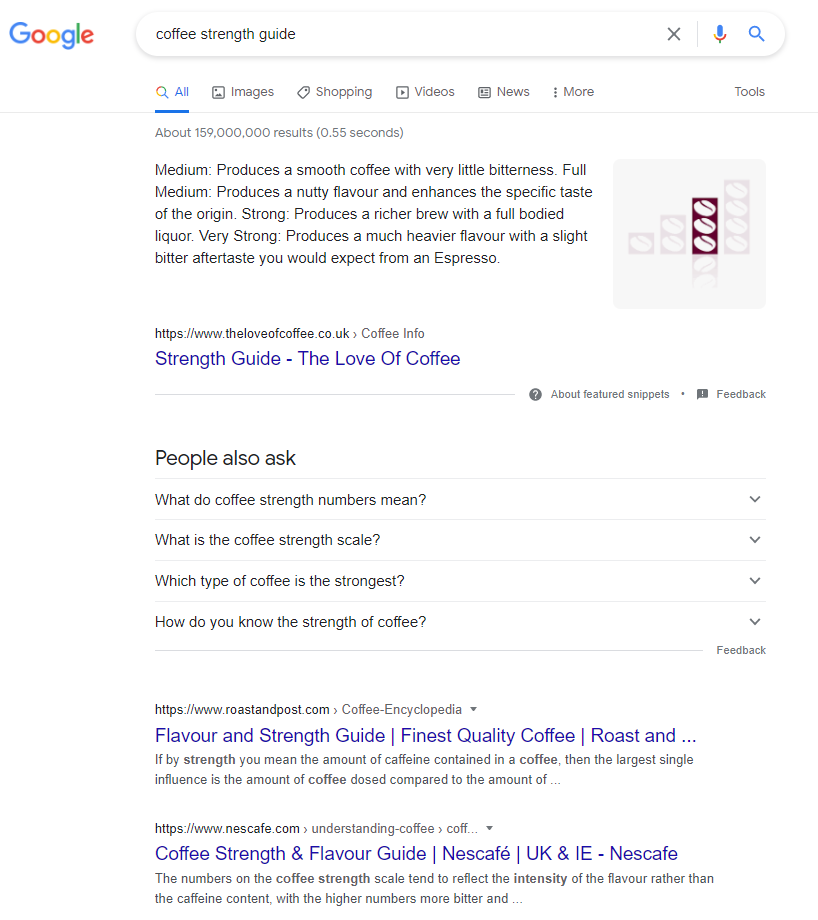 Google
coffee strength guide
All Images Shopping Videos News More Tools
About 159,000,000 results (0.55 seconds)
Medium: Produces a smooth coffee with very little bitterness. Full
Medium: Produces a nutty flavour and enhances the specific taste
of the origin. Strong: Produces a richer brew with a full bodied
liquor. Very Strong: Produces a much heavier flavour with a slight
bitter aftertaste you would expect from an Espresso.
https://www.theloveofcoffee.co.uk › Coffee Info
Strength Guide - The Love Of Coffee
About featured snippets • Feedback
People also ask
What do coffee strength numbers mean?
What is the coffee strength scale?
Which type of coffee is the strongest?
How do you know the strength of coffee?
Feedback
https://www.roastandpost.com › Coffee-Encyclopedia
Flavour and Strength Guide | Finest Quality Coffee | Roast and ...
If by strength you mean the amount of caffeine contained in a coffee, then the largest single
influence is the amount of coffee dosed compared to the amount of ...
https://www.nescafe.com › understanding-coffee › coff...
Coffee Strength & Flavour Guide | Nescafé | UK & IE - Nescafe
The numbers on the coffee strength scale tend to reflect the intensity of the flavour rather than
the caffeine content, with the higher numbers more bitter and ...